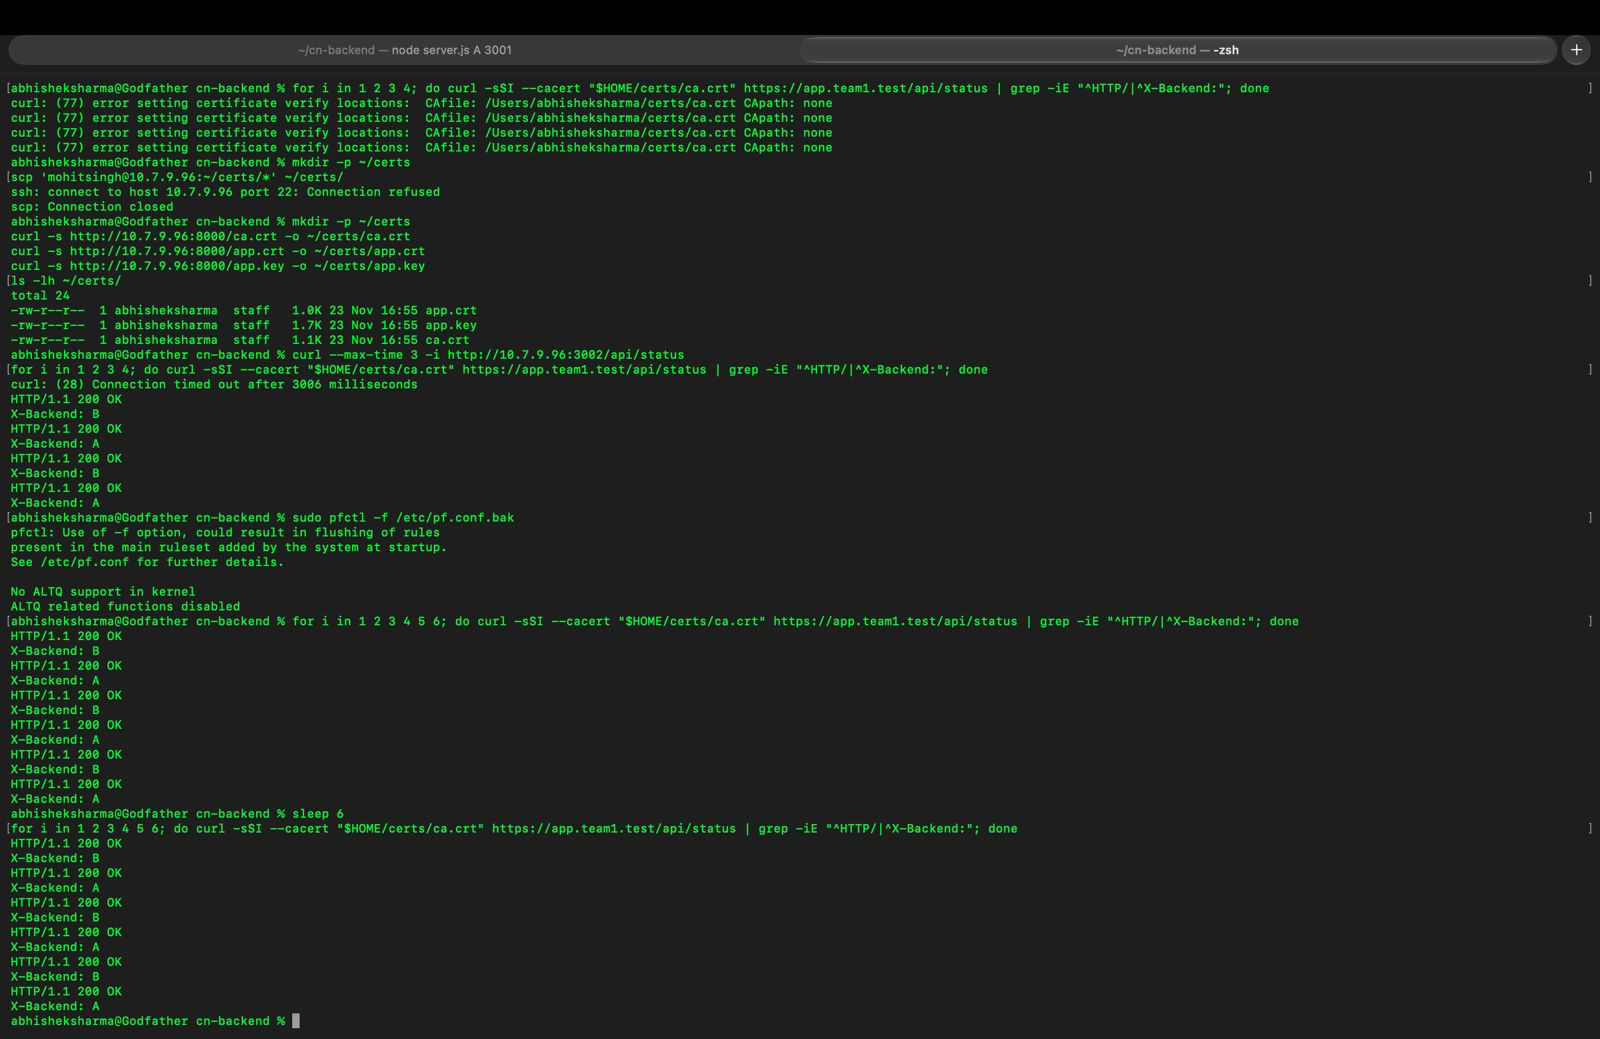 ~/cn-backend — node server.js A 3001
~/cn-backend — -zsh
+
[abhisheksharma@Godfather cn-backend % for i in 1 2 3 4; do curl -sSI --cacert "$HOME/certs/ca.crt" https://app.team1.test/api/status | grep -iE "^HTTP/|^X-Backend:"; done ]
curl: (77) error setting certificate verify locations:  CAfile: /Users/abhisheksharma/certs/ca.crt CApath: none
curl: (77) error setting certificate verify locations:  CAfile: /Users/abhisheksharma/certs/ca.crt CApath: none
curl: (77) error setting certificate verify locations:  CAfile: /Users/abhisheksharma/certs/ca.crt CApath: none
curl: (77) error setting certificate verify locations:  CAfile: /Users/abhisheksharma/certs/ca.crt CApath: none
abhisheksharma@Godfather cn-backend % mkdir -p ~/certs
[scp 'mohitsingh@10.7.9.96:~/certs/*' ~/certs/ ]
ssh: connect to host 10.7.9.96 port 22: Connection refused
scp: Connection closed
abhisheksharma@Godfather cn-backend % mkdir -p ~/certs
curl -s http://10.7.9.96:8000/ca.crt -o ~/certs/ca.crt
curl -s http://10.7.9.96:8000/app.crt -o ~/certs/app.crt
curl -s http://10.7.9.96:8000/app.key -o ~/certs/app.key
[ls -lh ~/certs/ ]
total 24
-rw-r--r--  1 abhisheksharma  staff   1.0K 23 Nov 16:55 app.crt
-rw-r--r--  1 abhisheksharma  staff   1.7K 23 Nov 16:55 app.key
-rw-r--r--  1 abhisheksharma  staff   1.1K 23 Nov 16:55 ca.crt
abhisheksharma@Godfather cn-backend % curl --max-time 3 -i http://10.7.9.96:3002/api/status
[for i in 1 2 3 4; do curl -sSI --cacert "$HOME/certs/ca.crt" https://app.team1.test/api/status | grep -iE "^HTTP/|^X-Backend:"; done ]
curl: (28) Connection timed out after 3006 milliseconds
HTTP/1.1 200 OK
X-Backend: B
HTTP/1.1 200 OK
X-Backend: A
HTTP/1.1 200 OK
X-Backend: B
HTTP/1.1 200 OK
X-Backend: A
[abhisheksharma@Godfather cn-backend % sudo pfctl -f /etc/pf.conf.bak ]
pfctl: Use of -f option, could result in flushing of rules
present in the main ruleset added by the system at startup.
See /etc/pf.conf for further details.
No ALTQ support in kernel
ALTQ related functions disabled
[abhisheksharma@Godfather cn-backend % for i in 1 2 3 4 5 6; do curl -sSI --cacert "$HOME/certs/ca.crt" https://app.team1.test/api/status | grep -iE "^HTTP/|^X-Backend:"; done ]
HTTP/1.1 200 OK
X-Backend: B
HTTP/1.1 200 OK
X-Backend: A
HTTP/1.1 200 OK
X-Backend: B
HTTP/1.1 200 OK
X-Backend: A
HTTP/1.1 200 OK
X-Backend: B
HTTP/1.1 200 OK
X-Backend: A
abhisheksharma@Godfather cn-backend % sleep 6
[for i in 1 2 3 4 5 6; do curl -sSI --cacert "$HOME/certs/ca.crt" https://app.team1.test/api/status | grep -iE "^HTTP/|^X-Backend:"; done ]
HTTP/1.1 200 OK
X-Backend: B
HTTP/1.1 200 OK
X-Backend: A
HTTP/1.1 200 OK
X-Backend: B
HTTP/1.1 200 OK
X-Backend: A
HTTP/1.1 200 OK
X-Backend: B
HTTP/1.1 200 OK
X-Backend: A
abhisheksharma@Godfather cn-backend %